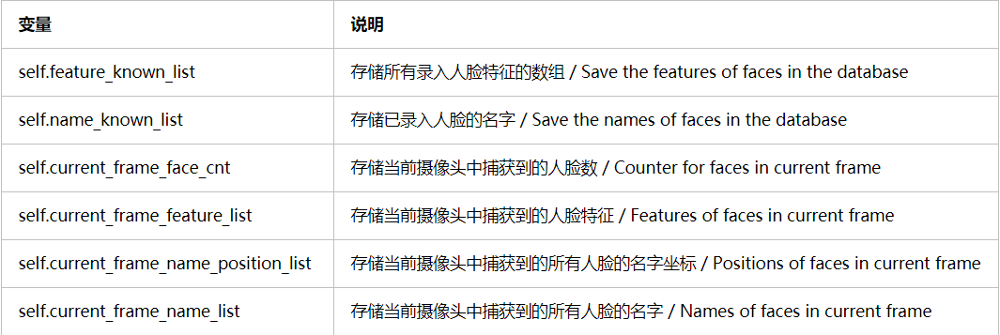 变量 说明
self.feature_known_list 存储所有录入人脸特征的数组 / Save the features of faces in the database
self.name_known_list 存储已录入人脸的名字 / Save the names of faces in the database
self.current_frame_face_cnt 存储当前摄像头中捕获到的人脸数 / Counter for faces in current frame
self.current_frame_feature_list 存储当前摄像头中捕获到的人脸特征 / Features of faces in current frame
self.current_frame_name_position_list 存储当前摄像头中捕获到的所有人脸的名字坐标 / Positions of faces in current frame
self.current_frame_name_list 存储当前摄像头中捕获到的所有人脸的名字 / Names of faces in current frame